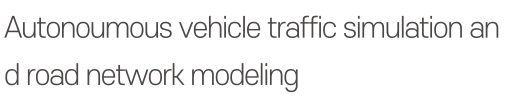 Autonoumous vehicle traffic simulation an
d road network modeling